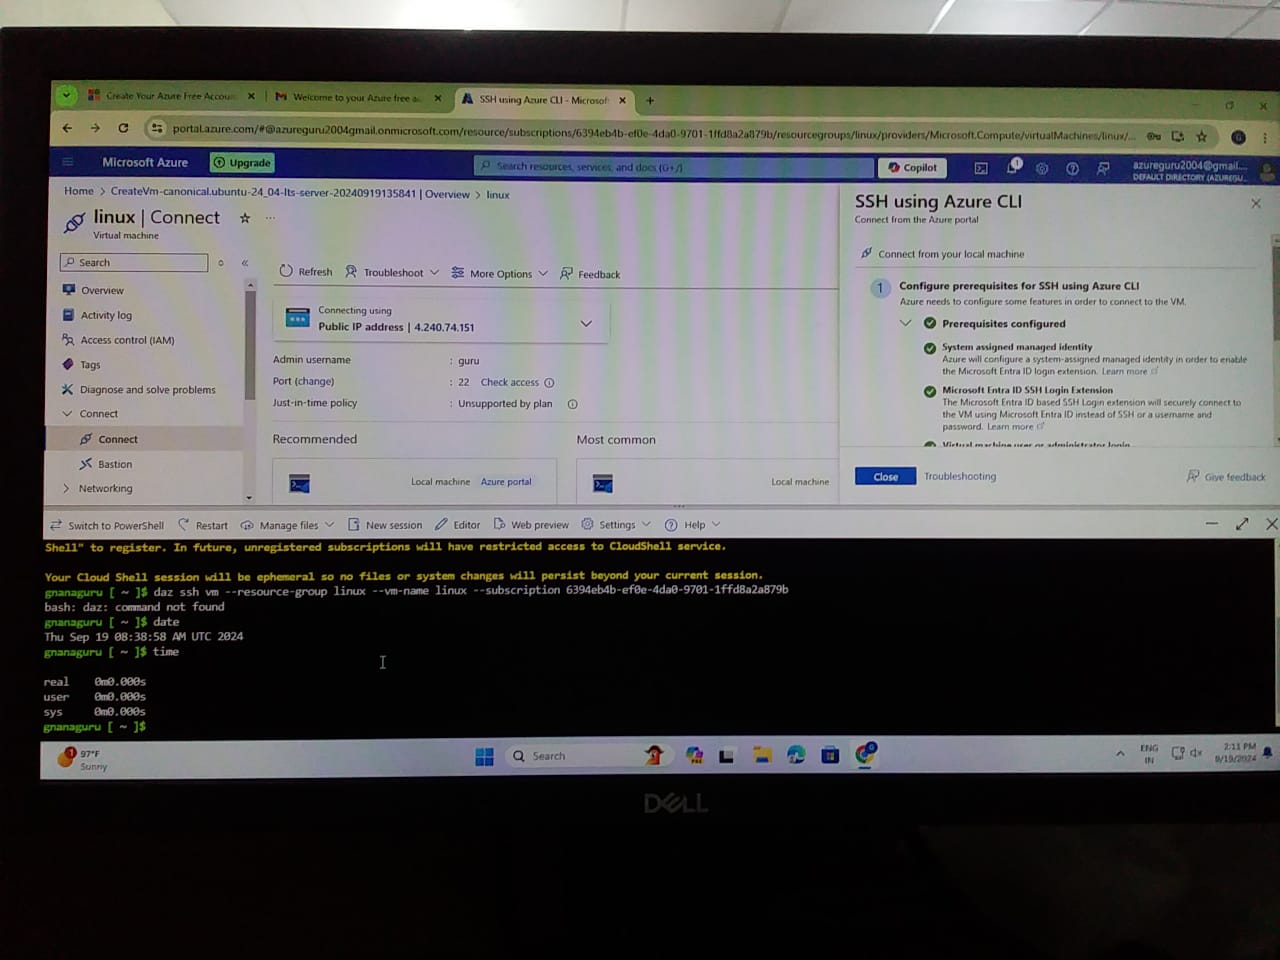 Create Your Azure Free Accoun
Welcome to your Azure free ac
SSH using Azure CLI - Microsof
portal.azure.com/#@azureguru2004gmail.onmicrosoft.com/resource/subscriptions/6394eb4b-ef0e-4da0-9701-1ffd8a2a879b/resourcegroups/linux/providers/Microsoft.Compute/virtualMachines/linux/...
Microsoft Azure
Upgrade
Search resources, services, and docs (G+/)
Copilot
1
azureguru2004@gmail....
DEFAULT DIRECTORY (AZUREGU...
Home > CreateVm-canonical.ubuntu-24_04-lts-server-20240919135841 | Overview > linux
linux | Connect
Virtual machine
Search
Overview
Activity log
Access control (IAM)
Tags
Diagnose and solve problems
Connect
Connect
Bastion
Networking
Refresh
Troubleshoot
More Options
Feedback
Connecting using
Public IP address | 4.240.74.151
Admin username : guru
Port (change) : 22 Check access
Just-in-time policy : Unsupported by plan
Recommended
Most common
Local machine Azure portal
Local machine
SSH using Azure CLI
Connect from the Azure portal
Connect from your local machine
1 Configure prerequisites for SSH using Azure CLI
Azure needs to configure some features in order to connect to the VM.
Prerequisites configured
System assigned managed identity
Azure will configure a system-assigned managed identity in order to enable
the Microsoft Entra ID login extension. Learn more
Microsoft Entra ID SSH Login Extension
The Microsoft Entra ID based SSH Login extension will securely connect to
the VM using Microsoft Entra ID instead of SSH or a username and
password. Learn more
Virtual machine user or administrator login
Close
Troubleshooting
Give feedback
Switch to PowerShell Restart Manage files New session Editor Web preview Settings Help
Shell" to register. In future, unregistered subscriptions will have restricted access to CloudShell service.
Your Cloud Shell session will be ephemeral so no files or system changes will persist beyond your current session.
gnanaguru [ ~ ]$ daz ssh vm --resource-group linux --vm-name linux --subscription 6394eb4b-ef0e-4da0-9701-1ffd8a2a879b
bash: daz: command not found
gnanaguru [ ~ ]$ date
Thu Sep 19 08:38:58 AM UTC 2024
gnanaguru [ ~ ]$ time
real 0m0.000s
user 0m0.000s
sys 0m0.000s
gnanaguru [ ~ ]$
1
97°F
Sunny
Search
ENG
IN
2:11 PM
9/19/2024
DELL